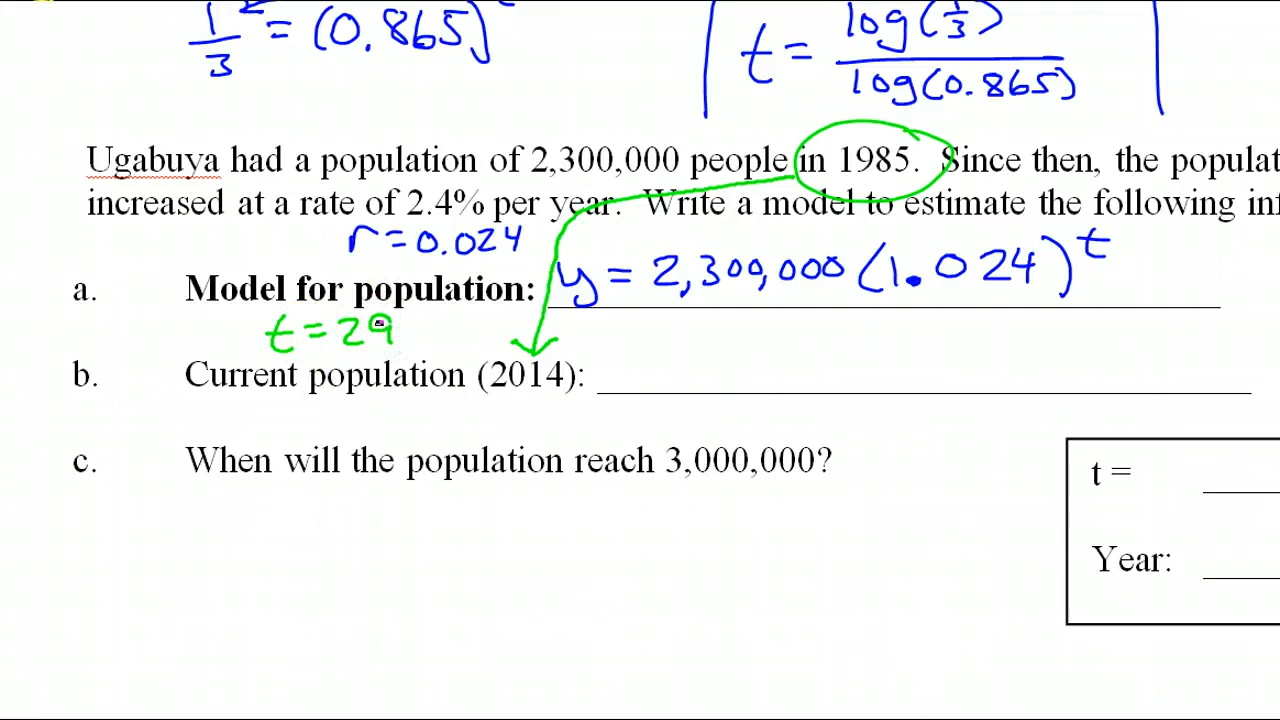 1/3 = (0.865)
t = log(1/3) / log(0.865)
Ugabuya had a population of 2,300,000 people in 1985. Since then, the populat
increased at a rate of 2.4% per year. Write a model to estimate the following inf
r = 0.024
a. Model for population: y = 2,300,000 (1.024)^t
t = 29
b. Current population (2014):
c. When will the population reach 3,000,000?
t =
Year: